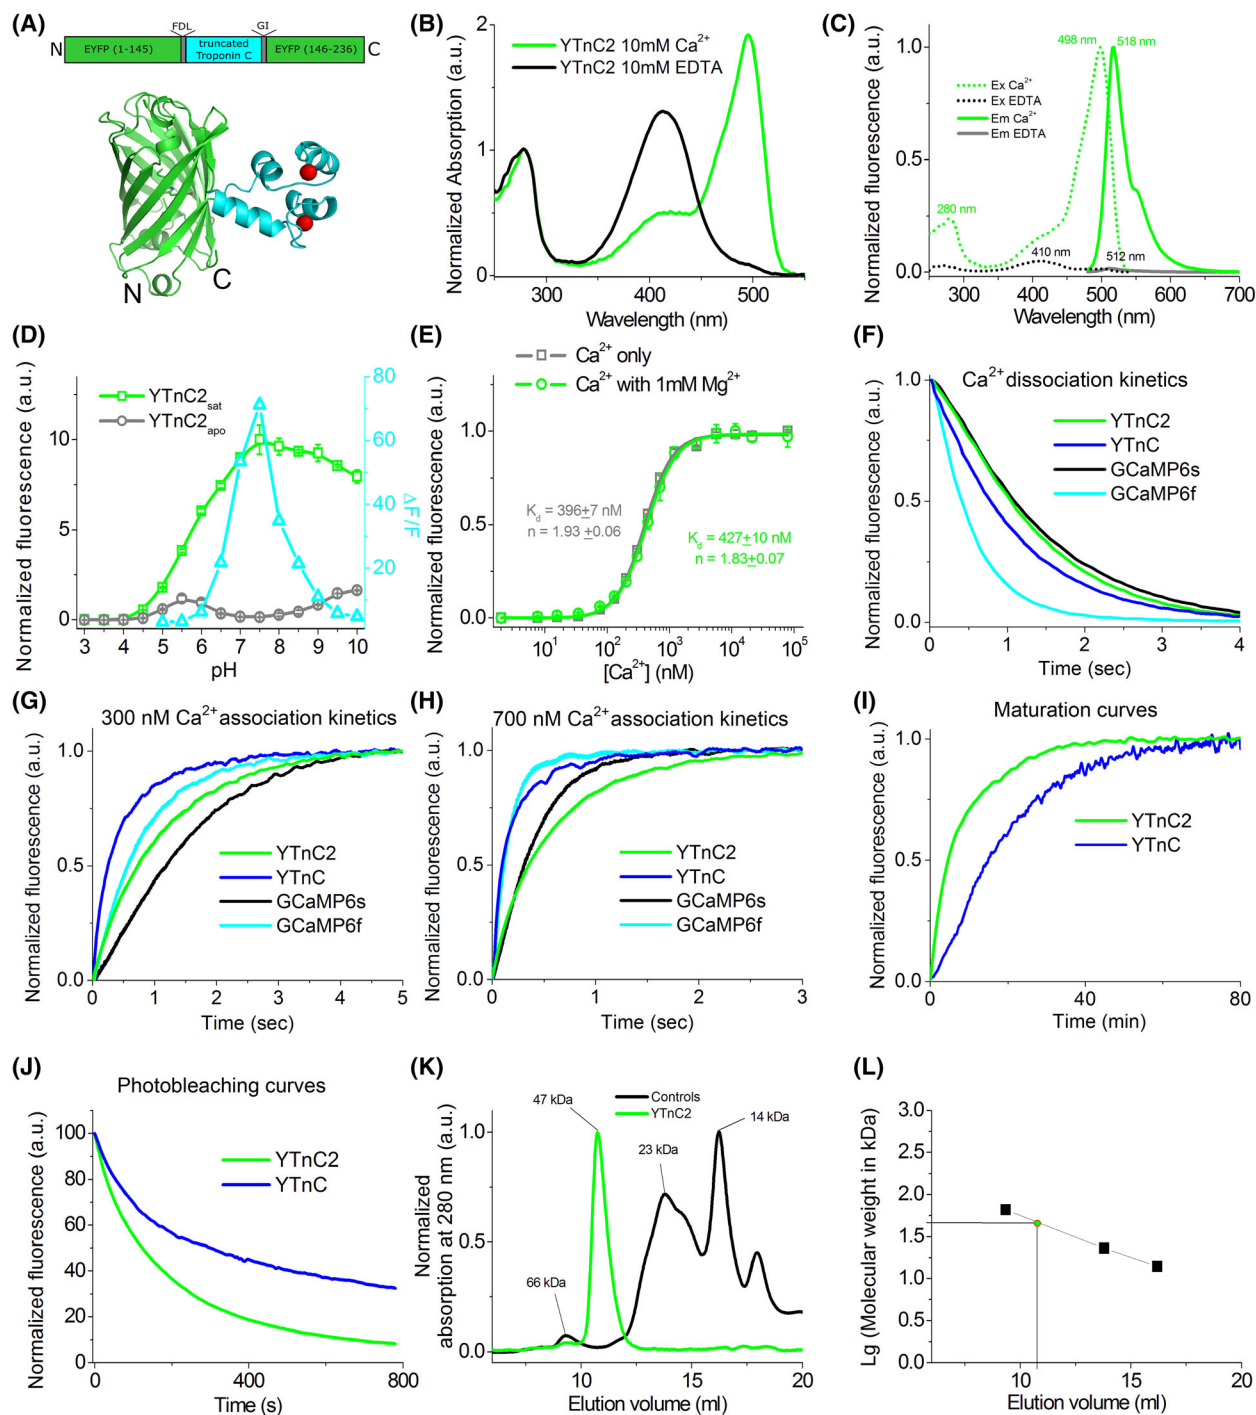 (A)
FDL GI
N EYFP (1-145) truncated Troponin C EYFP (146-236) C
N C
(B)
YTnC2 10mM Ca²⁺
YTnC2 10mM EDTA
Normalized Absorption (a.u.)
2
1
0
300 400 500
Wavelength (nm)
(C)
498 nm 518 nm
Ex Ca²⁺
Ex EDTA
Em Ca²⁺
Em EDTA
280 nm
410 nm
512 nm
Normalized fluorescence (a.u.)
1.0
0.5
0.0
300 400 500 600 700
Wavelength (nm)
(D)
YTnC2sat
YTnC2apo
Normalized fluorescence (a.u.)
10
5
0
3 4 5 6 7 8 9 10
pH
80
60
40
20
ΔF/F
(E)
Ca²⁺ only
Ca²⁺ with 1mM Mg²⁺
Kd = 396±7 nM
n = 1.93 ±0.06
Kd = 427±10 nM
n = 1.83±0.07
Normalized fluorescence (a.u.)
1.0
0.5
0.0
10¹ 10² 10³ 10⁴ 10⁵
[Ca²⁺] (nM)
(F)
Ca²⁺ dissociation kinetics
YTnC2
YTnC
GCaMP6s
GCaMP6f
Normalized fluorescence (a.u.)
1.0
0.5
0.0
0 1 2 3 4
Time (sec)
(G)
300 nM Ca²⁺ association kinetics
YTnC2
YTnC
GCaMP6s
GCaMP6f
Normalized fluorescence (a.u.)
1.0
0.5
0.0
0 1 2 3 4 5
Time (sec)
(H)
700 nM Ca²⁺ association kinetics
YTnC2
YTnC
GCaMP6s
GCaMP6f
Normalized fluorescence (a.u.)
1.0
0.5
0.0
0 1 2 3
Time (sec)
(I)
Maturation curves
YTnC2
YTnC
Normalized fluorescence (a.u.)
1.0
0.5
0.0
0 40 80
Time (min)
(J)
Photobleaching curves
YTnC2
YTnC
Normalized fluorescence (a.u.)
100
80
60
40
20
0
0 400 800
Time (s)
(K)
47 kDa
Controls
YTnC2
14 kDa
23 kDa
66 kDa
Normalized
absorption at 280 nm (a.u.)
1.0
0.5
0.0
10 15 20
Elution volume (ml)
(L)
Lg (Molecular weight in kDa)
3.0
2.5
2.0
1.5
1.0
0.5
0.0
10 15 20
Elution volume (ml)